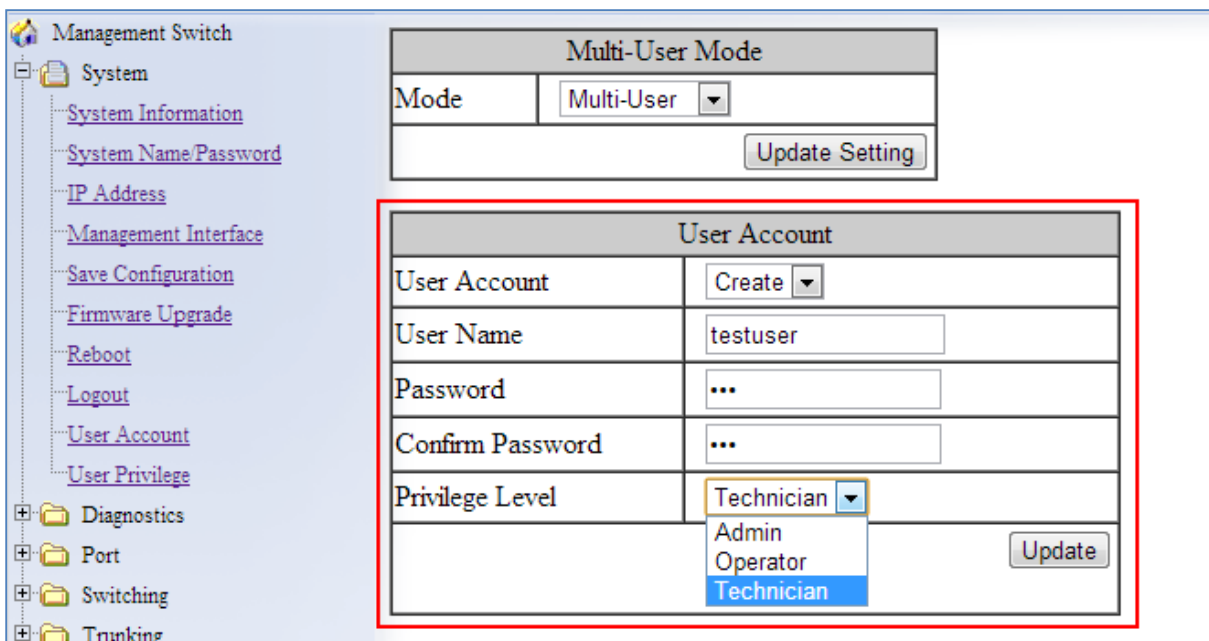 Management Switch
System
System Information
System Name/Password
IP Address
Management Interface
Save Configuration
Firmware Upgrade
Reboot
Logout
User Account
User Privilege
Diagnostics
Port
Switching
Trunking
Multi-User Mode
Mode Multi-User
Update Setting
User Account
User Account Create
User Name testuser
Password •••
Confirm Password •••
Privilege Level Technician
Admin
Operator
Technician
Update